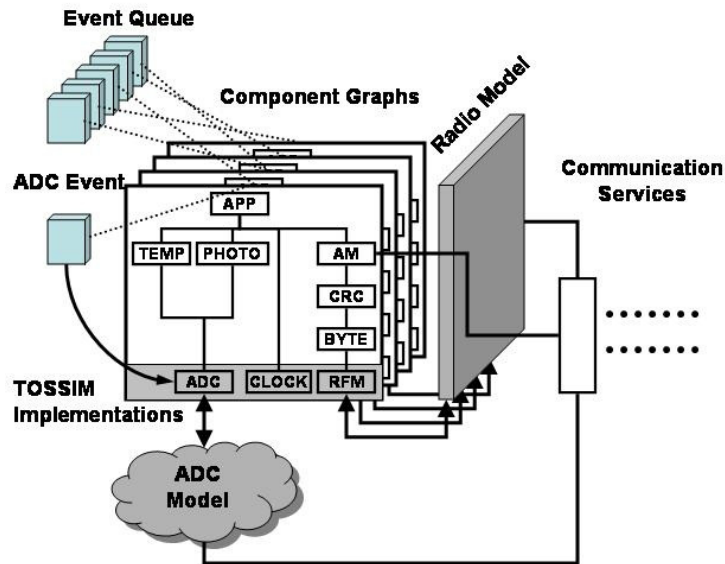 Event Queue
Component Graphs
Radio Model
Communication
Services
ADC Event
APP
TEMP
PHOTO
AM
CRC
BYTE
ADC
CLOCK
RFM
TOSSIM
Implementations
ADC
Model